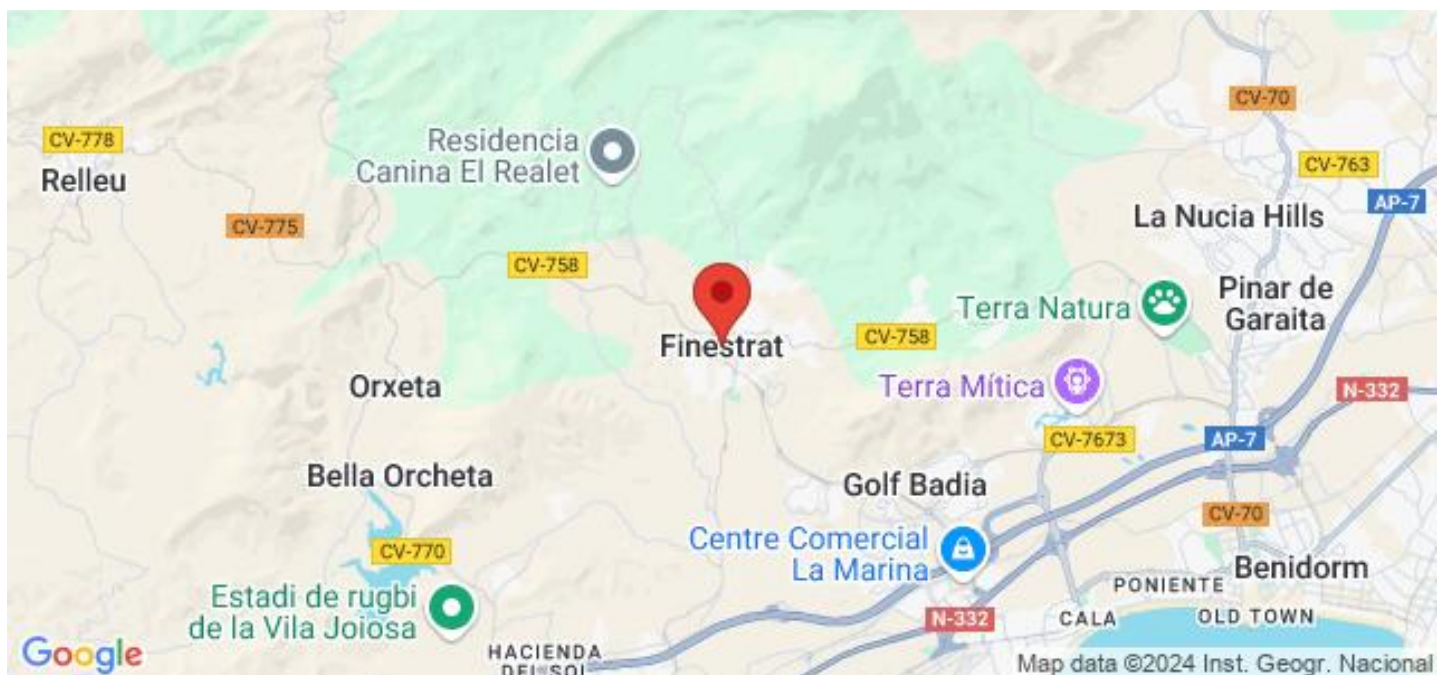 CV-70
CV-778
Residencia
Canina El Realet
CV-763
Relleu
AP-7
La Nucia Hills
CV-775
CV-758
Terra Natura
Pinar de
Garaita
CV-758
Finestrat
Orxeta
Terra Mítica
N-332
CV-7673
AP-7
Bella Orcheta
Golf Badia
CV-70
Centre Comercial
La Marina
CV-770
Benidorm
PONIENTE
Estadi de rugbi
de la Vila Joiosa
N-332
CALA
OLD TOWN
HACIENDA
DEL SOL
Google
Map data ©2024 Inst. Geogr. Nacional